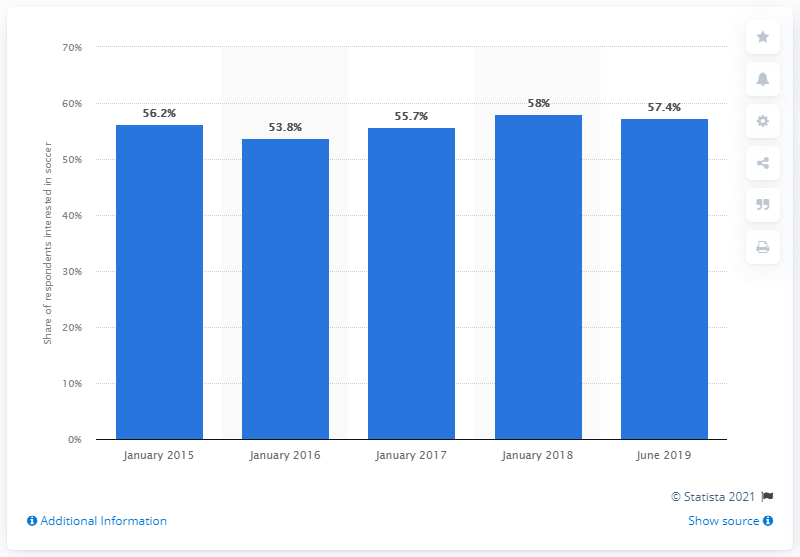 70%
60%
50%
40%
30%
20%
10%
0%
Share of respondents interested in soccer
56.2%
53.8%
55.7%
58%
57.4%
January 2015
January 2016
January 2017
January 2018
June 2019
© Statista 2021
Additional Information
Show source